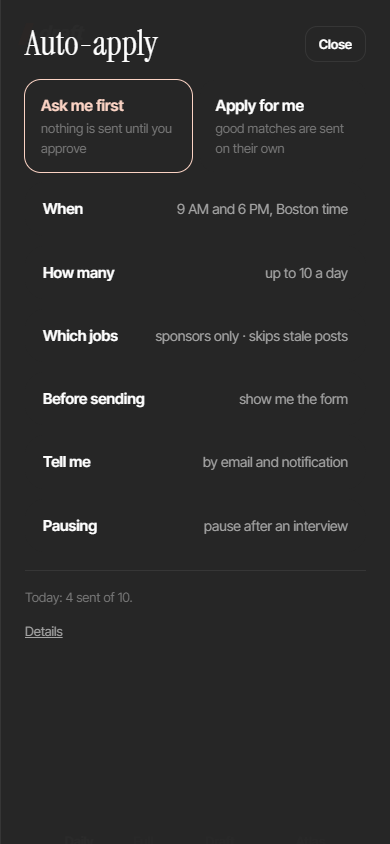 Auto-apply
Close
Ask me first
nothing is sent until you
approve
Apply for me
good matches are sent
on their own
When
9 AM and 6 PM, Boston time
How many
up to 10 a day
Which jobs
sponsors only · skips stale posts
Before sending
show me the form
Tell me
by email and notification
Pausing
pause after an interview
Today: 4 sent of 10.
Details